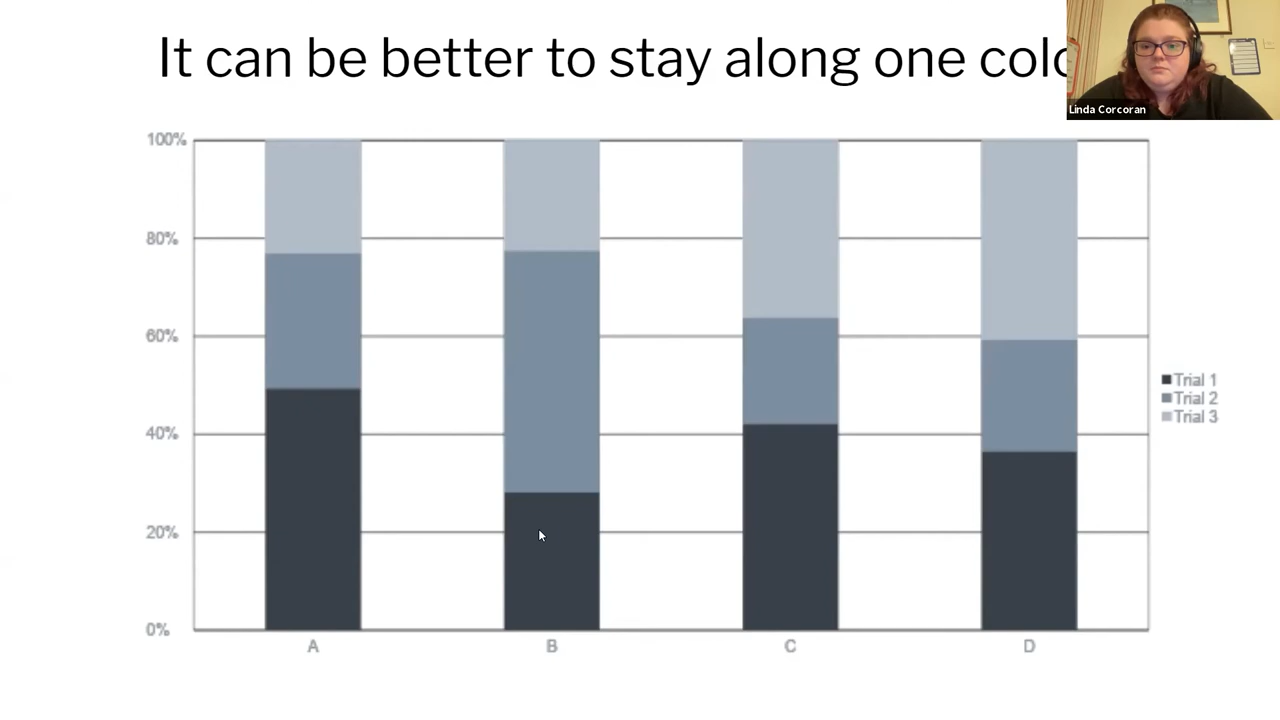 It can be better to stay along one colo
Linda Corcoran
100%
80%
60%
40%
20%
0%
A B C D
Trial 1
Trial 2
Trial 3